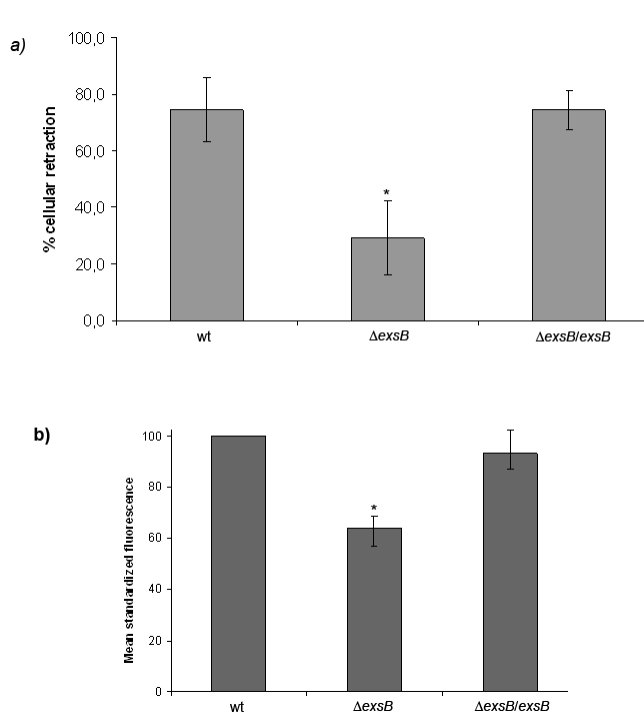 a)
% cellular retraction
100,0
80,0
60,0
40,0
20,0
0,0
*
wt
ΔexsB
ΔexsB/exsB
b)
Mean standardized fluorescence
100
80
60
40
20
0
*
wt
ΔexsB
ΔexsB/exsB